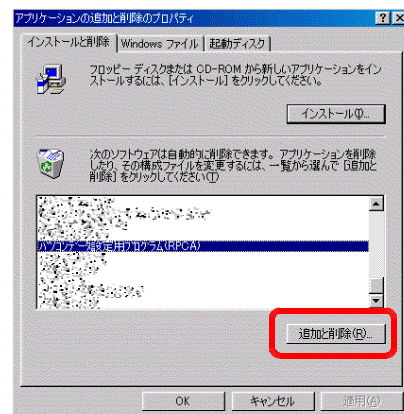 アプリケーションの追加と削除のプロパティ
インストールと削除 Windows ファイル 起動ディスク
フロッピー ディスクまたは CD-ROM から新しいアプリケーションをイン
ストールするには、[インストール] をクリックしてください。
インストール(I)...
次のソフトウェアは自動的に削除できます。アプリケーションを削除
したり、その構成ファイルを変更するには、一覧から選んで [追加と
削除] をクリックしてください(T)
パソコンデータ設定用プログラム(RPCA)
追加と削除(R)...
OK キャンセル 適用(A)